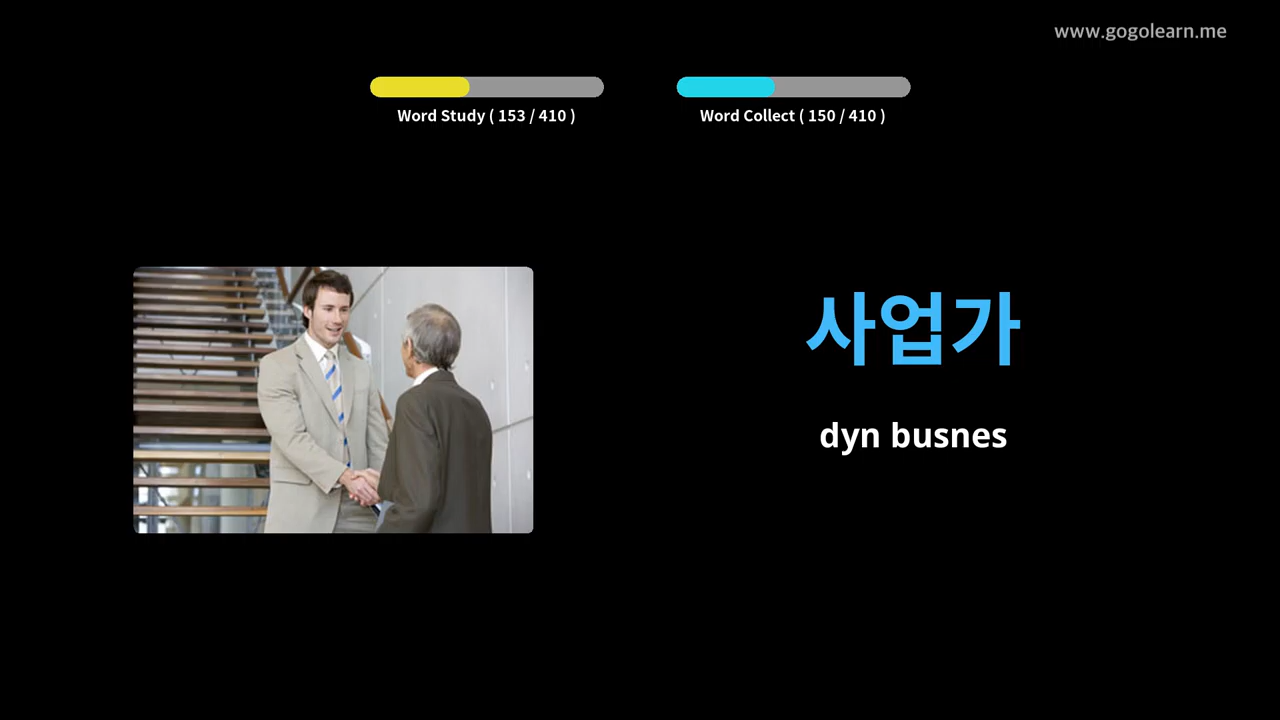 www.gogolearn.me
Word Study ( 153 / 410 )
Word Collect ( 150 / 410 )
사업가
dyn busnes